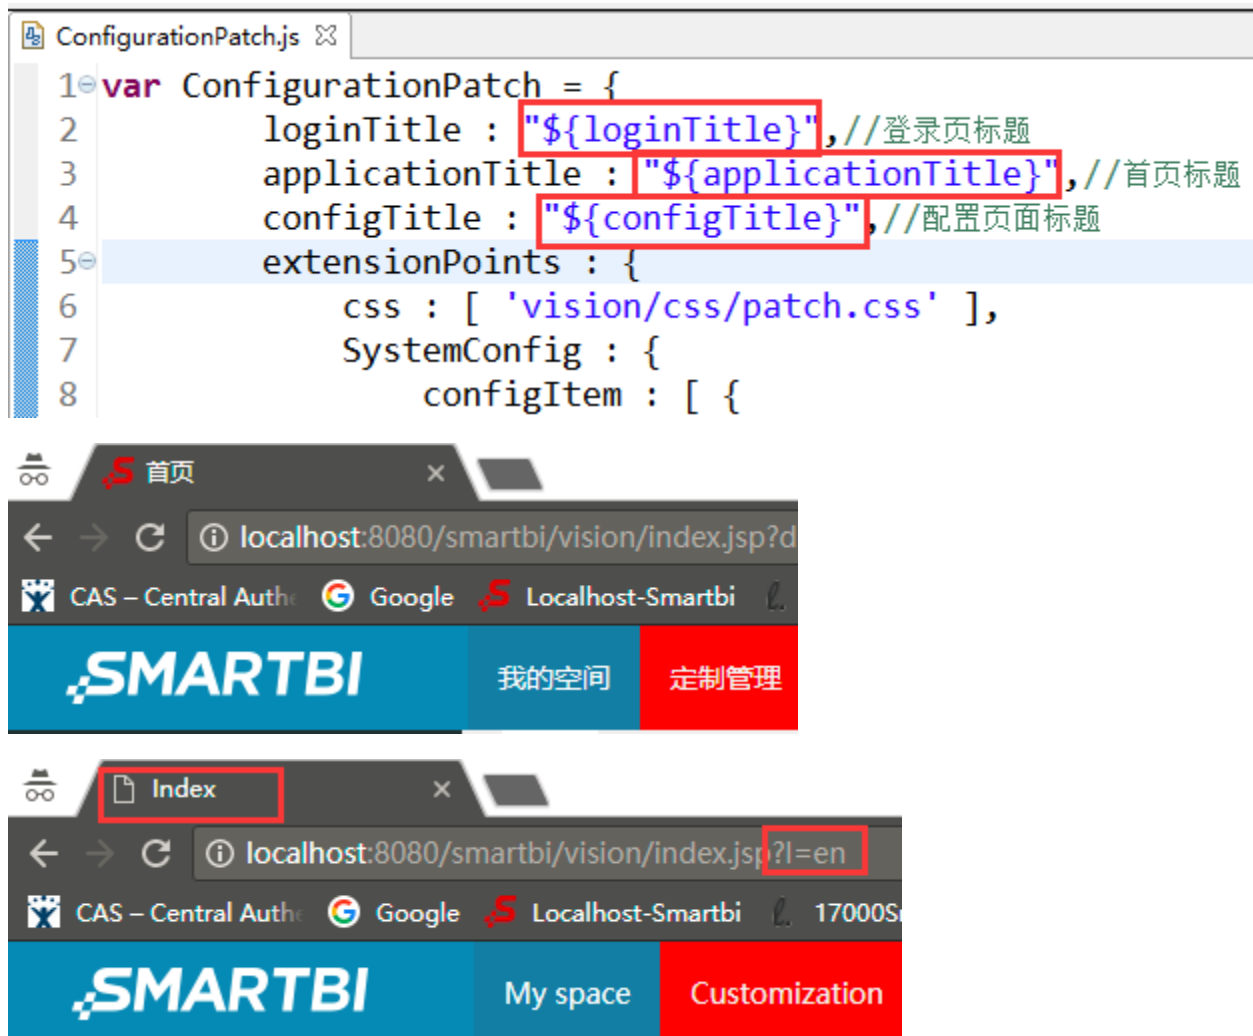 ConfigurationPatch.js
1 var ConfigurationPatch = {
2 loginTitle : "${loginTitle}",//登录页标题
3 applicationTitle : "${applicationTitle}",//首页标题
4 configTitle : "${configTitle}",//配置页面标题
5 extensionPoints : {
6 css : [ 'vision/css/patch.css' ],
7 SystemConfig : {
8 configItem : [ {
首页
localhost:8080/smartbi/vision/index.jsp?d
CAS – Central Authe Google Localhost-Smartbi
SMARTBI 我的空间 定制管理
Index
localhost:8080/smartbi/vision/index.jsp?l=en
CAS – Central Authe Google Localhost-Smartbi 17000Sm
SMARTBI My space Customization